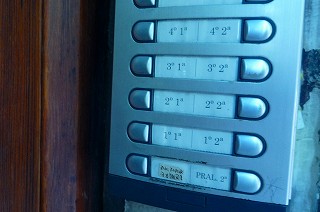 4º 1ª 4º 2ª
3º 1ª 3º 2ª
2º 1ª 2º 2ª
1º 1ª 1º 2ª
PRAL. 2ª